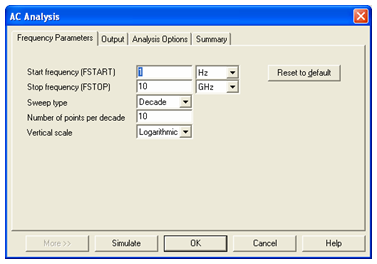 AC Analysis
Frequency Parameters Output Analysis Options Summary
Start frequency (FSTART) 1 Hz Reset to default
Stop frequency (FSTOP) 10 GHz
Sweep type Decade
Number of points per decade 10
Vertical scale Logarithmic
More >> Simulate OK Cancel Help